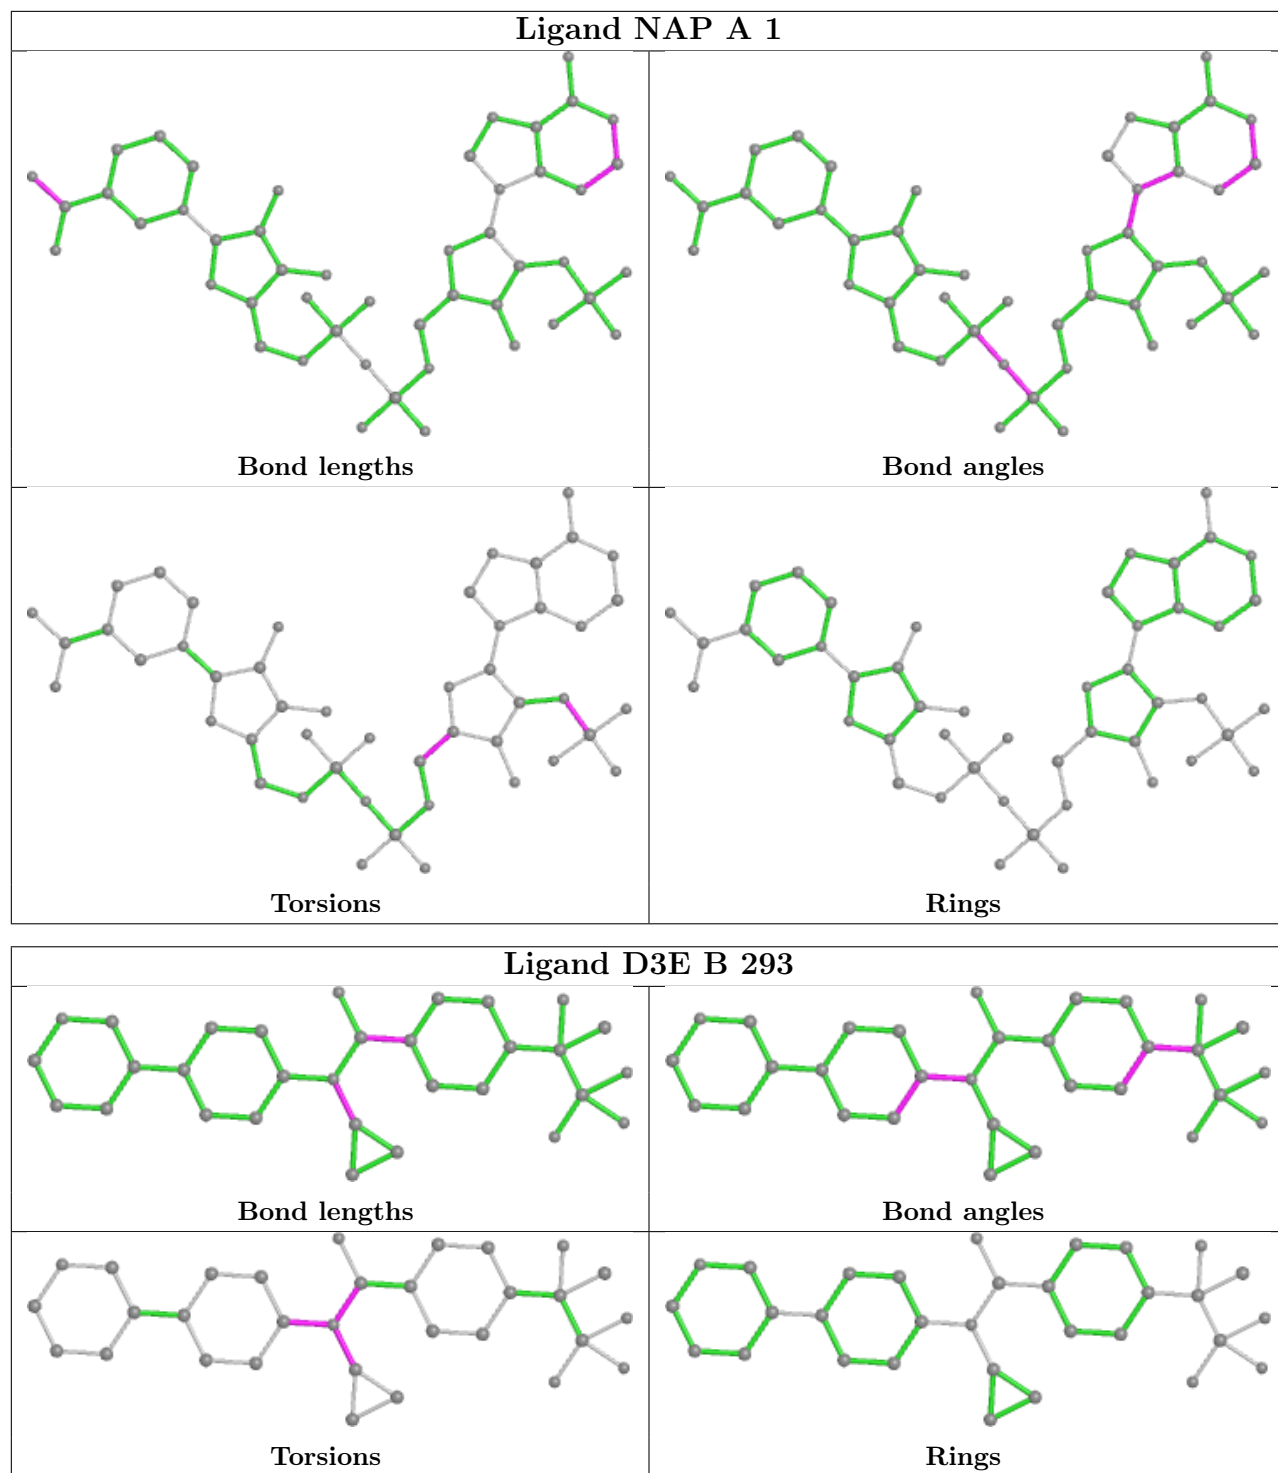 Ligand NAP A 1
Bond lengths
Bond angles
Torsions
Rings
Ligand D3E B 293
Bond lengths
Bond angles
Torsions
Rings